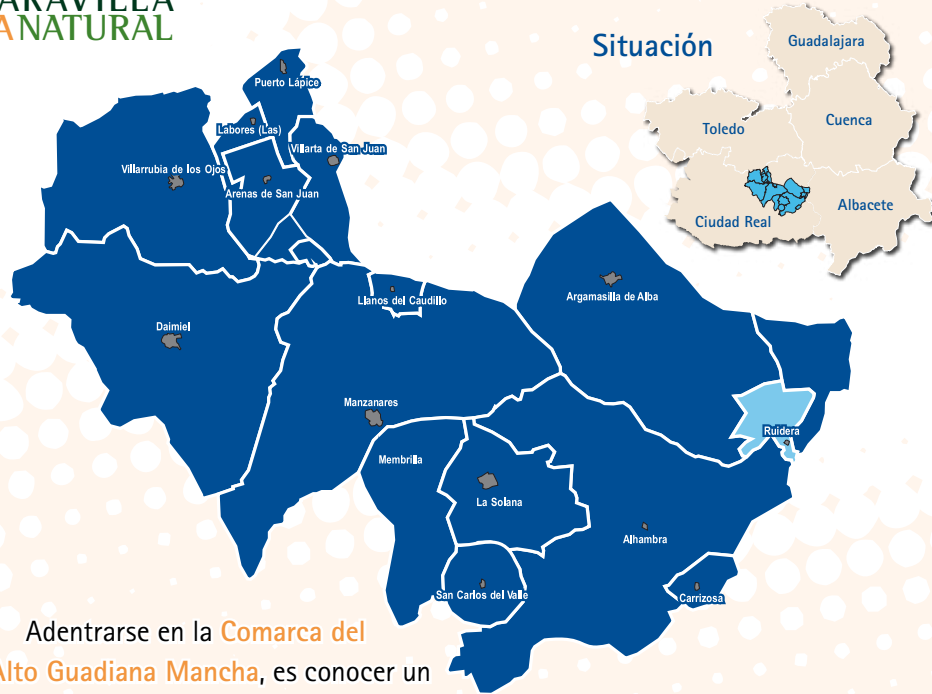 ANATURAL
Situación
Guadalajara
Toledo
Cuenca
Ciudad Real
Albacete
Puerto Lápice
Labores (Las)
Villarta de San Juan
Villarrubia de los Ojos
Arenas de San Juan
Llanos del Caudillo
Argamasilla de Alba
Daimiel
Manzanares
Ruidera
Membrilla
La Solana
Alhambra
San Carlos del Valle
Carrizosa
Adentrarse en la Comarca del
Alto Guadiana Mancha, es conocer un